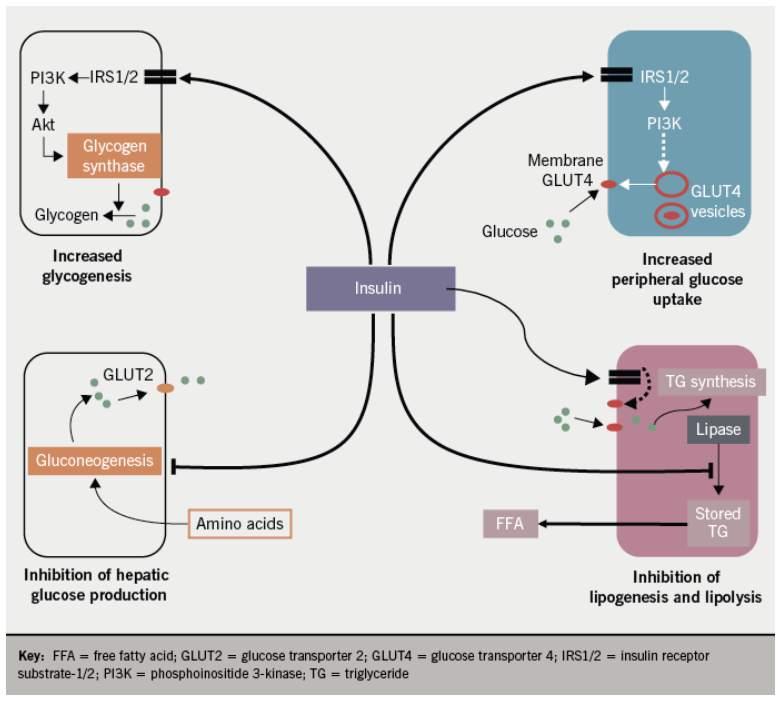 PI3K
IRS1/2
Akt
Glycogen
synthase
Glycogen
Increased
glycogenesis
IRS1/2
PI3K
Membrane
GLUT4
GLUT4
vesicles
Glucose
Increased
peripheral glucose
uptake
Insulin
GLUT2
Gluconeogenesis
Amino acids
Inhibition of hepatic
glucose production
TG synthesis
Lipase
Stored
TG
FFA
Inhibition of
lipogenesis and lipolysis
Key: FFA = free fatty acid; GLUT2 = glucose transporter 2; GLUT4 = glucose transporter 4; IRS1/2 = insulin receptor
substrate-1/2; PI3K = phosphoinositide 3-kinase; TG = triglyceride